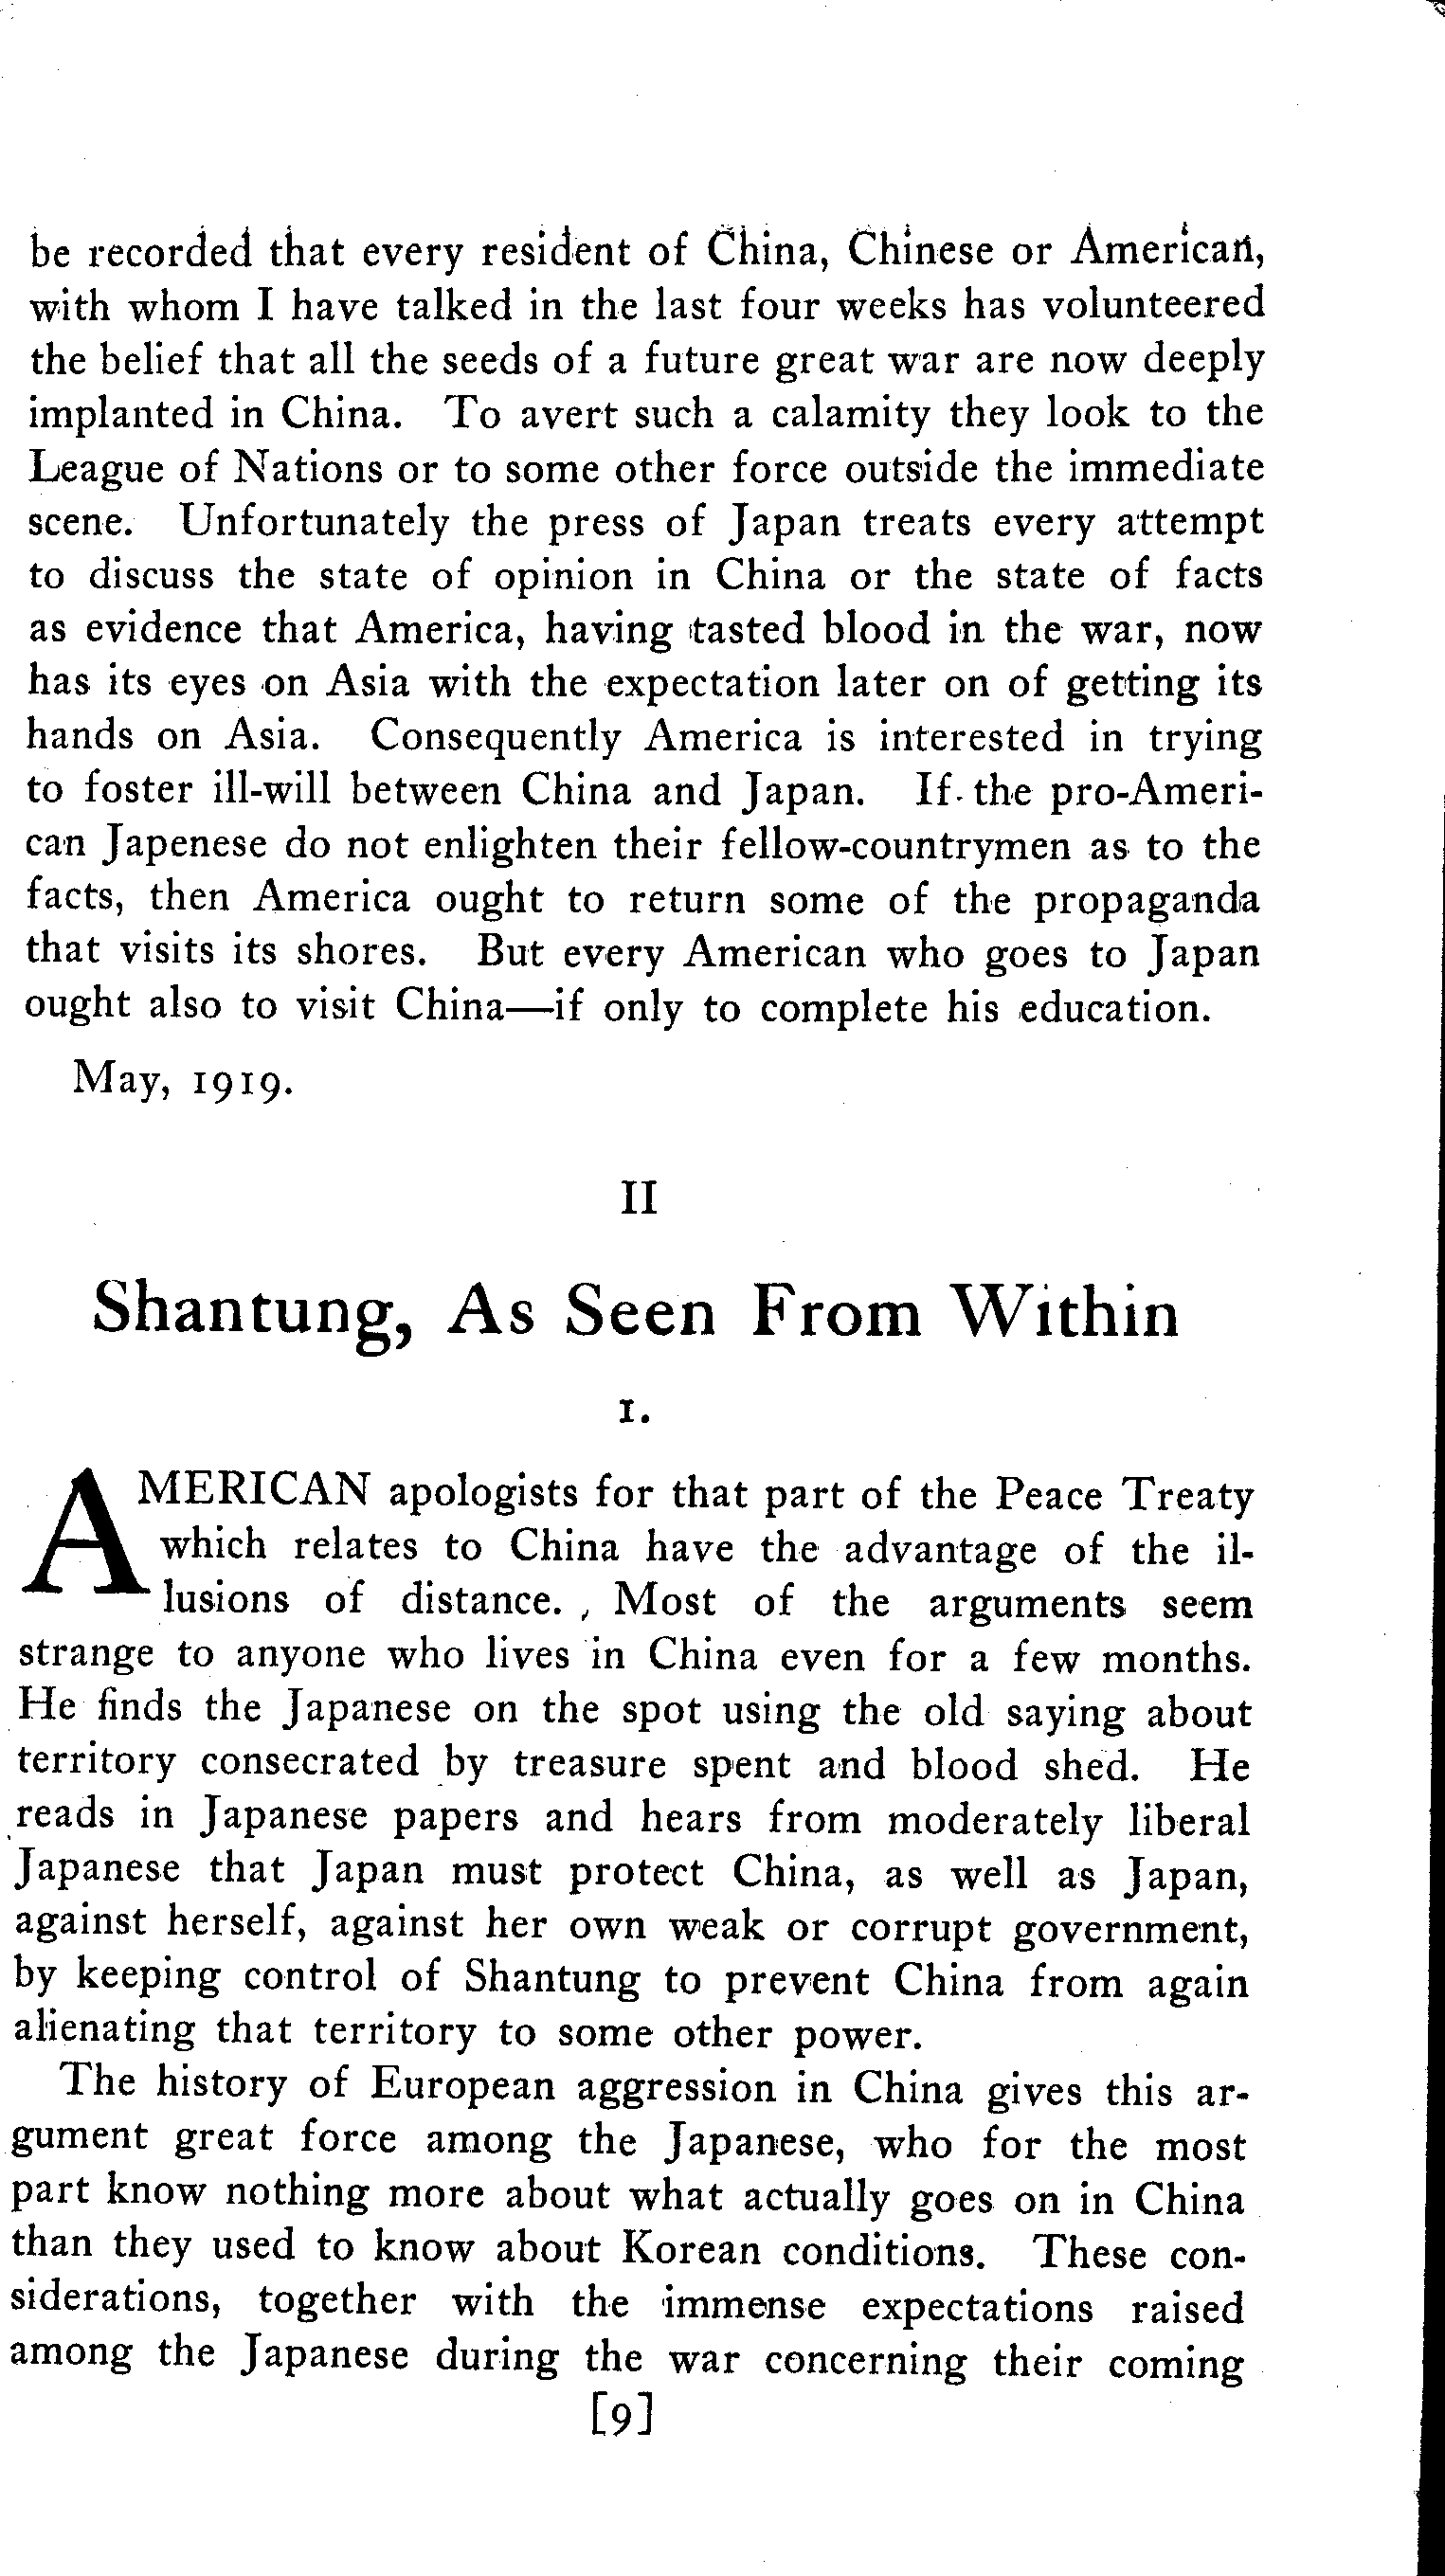 be recorded that every resident of China, Chinese or American,
with whom I have talked in the last four weeks has volunteered
the belief that all the seeds of a future great war are now deeply
implanted in China. To avert such a calamity they look to the
League of Nations or to some other force outside the immediate
scene. Unfortunately the press of Japan treats every attempt
to discuss the state of opinion in China or the state of facts
as evidence that America, having tasted blood in the war, now
has its eyes on Asia with the expectation later on of getting its
hands on Asia. Consequently America is interested in trying
to foster ill-will between China and Japan. If the pro-Ameri-
can Japenese do not enlighten their fellow-countrymen as to the
facts, then America ought to return some of the propaganda
that visits its shores. But every American who goes to Japan
ought also to visit China—if only to complete his education.
May, 1919.
II
Shantung, As Seen From Within
1.
AMERICAN apologists for that part of the Peace Treaty
which relates to China have the advantage of the il-
lusions of distance. Most of the arguments seem
strange to anyone who lives in China even for a few months.
He finds the Japanese on the spot using the old saying about
territory consecrated by treasure spent and blood shed. He
reads in Japanese papers and hears from moderately liberal
Japanese that Japan must protect China, as well as Japan,
against herself, against her own weak or corrupt government,
by keeping control of Shantung to prevent China from again
alienating that territory to some other power.
The history of European aggression in China gives this ar-
gument great force among the Japanese, who for the most
part know nothing more about what actually goes on in China
than they used to know about Korean conditions. These con-
siderations, together with the immense expectations raised
among the Japanese during the war concerning their coming
[9]